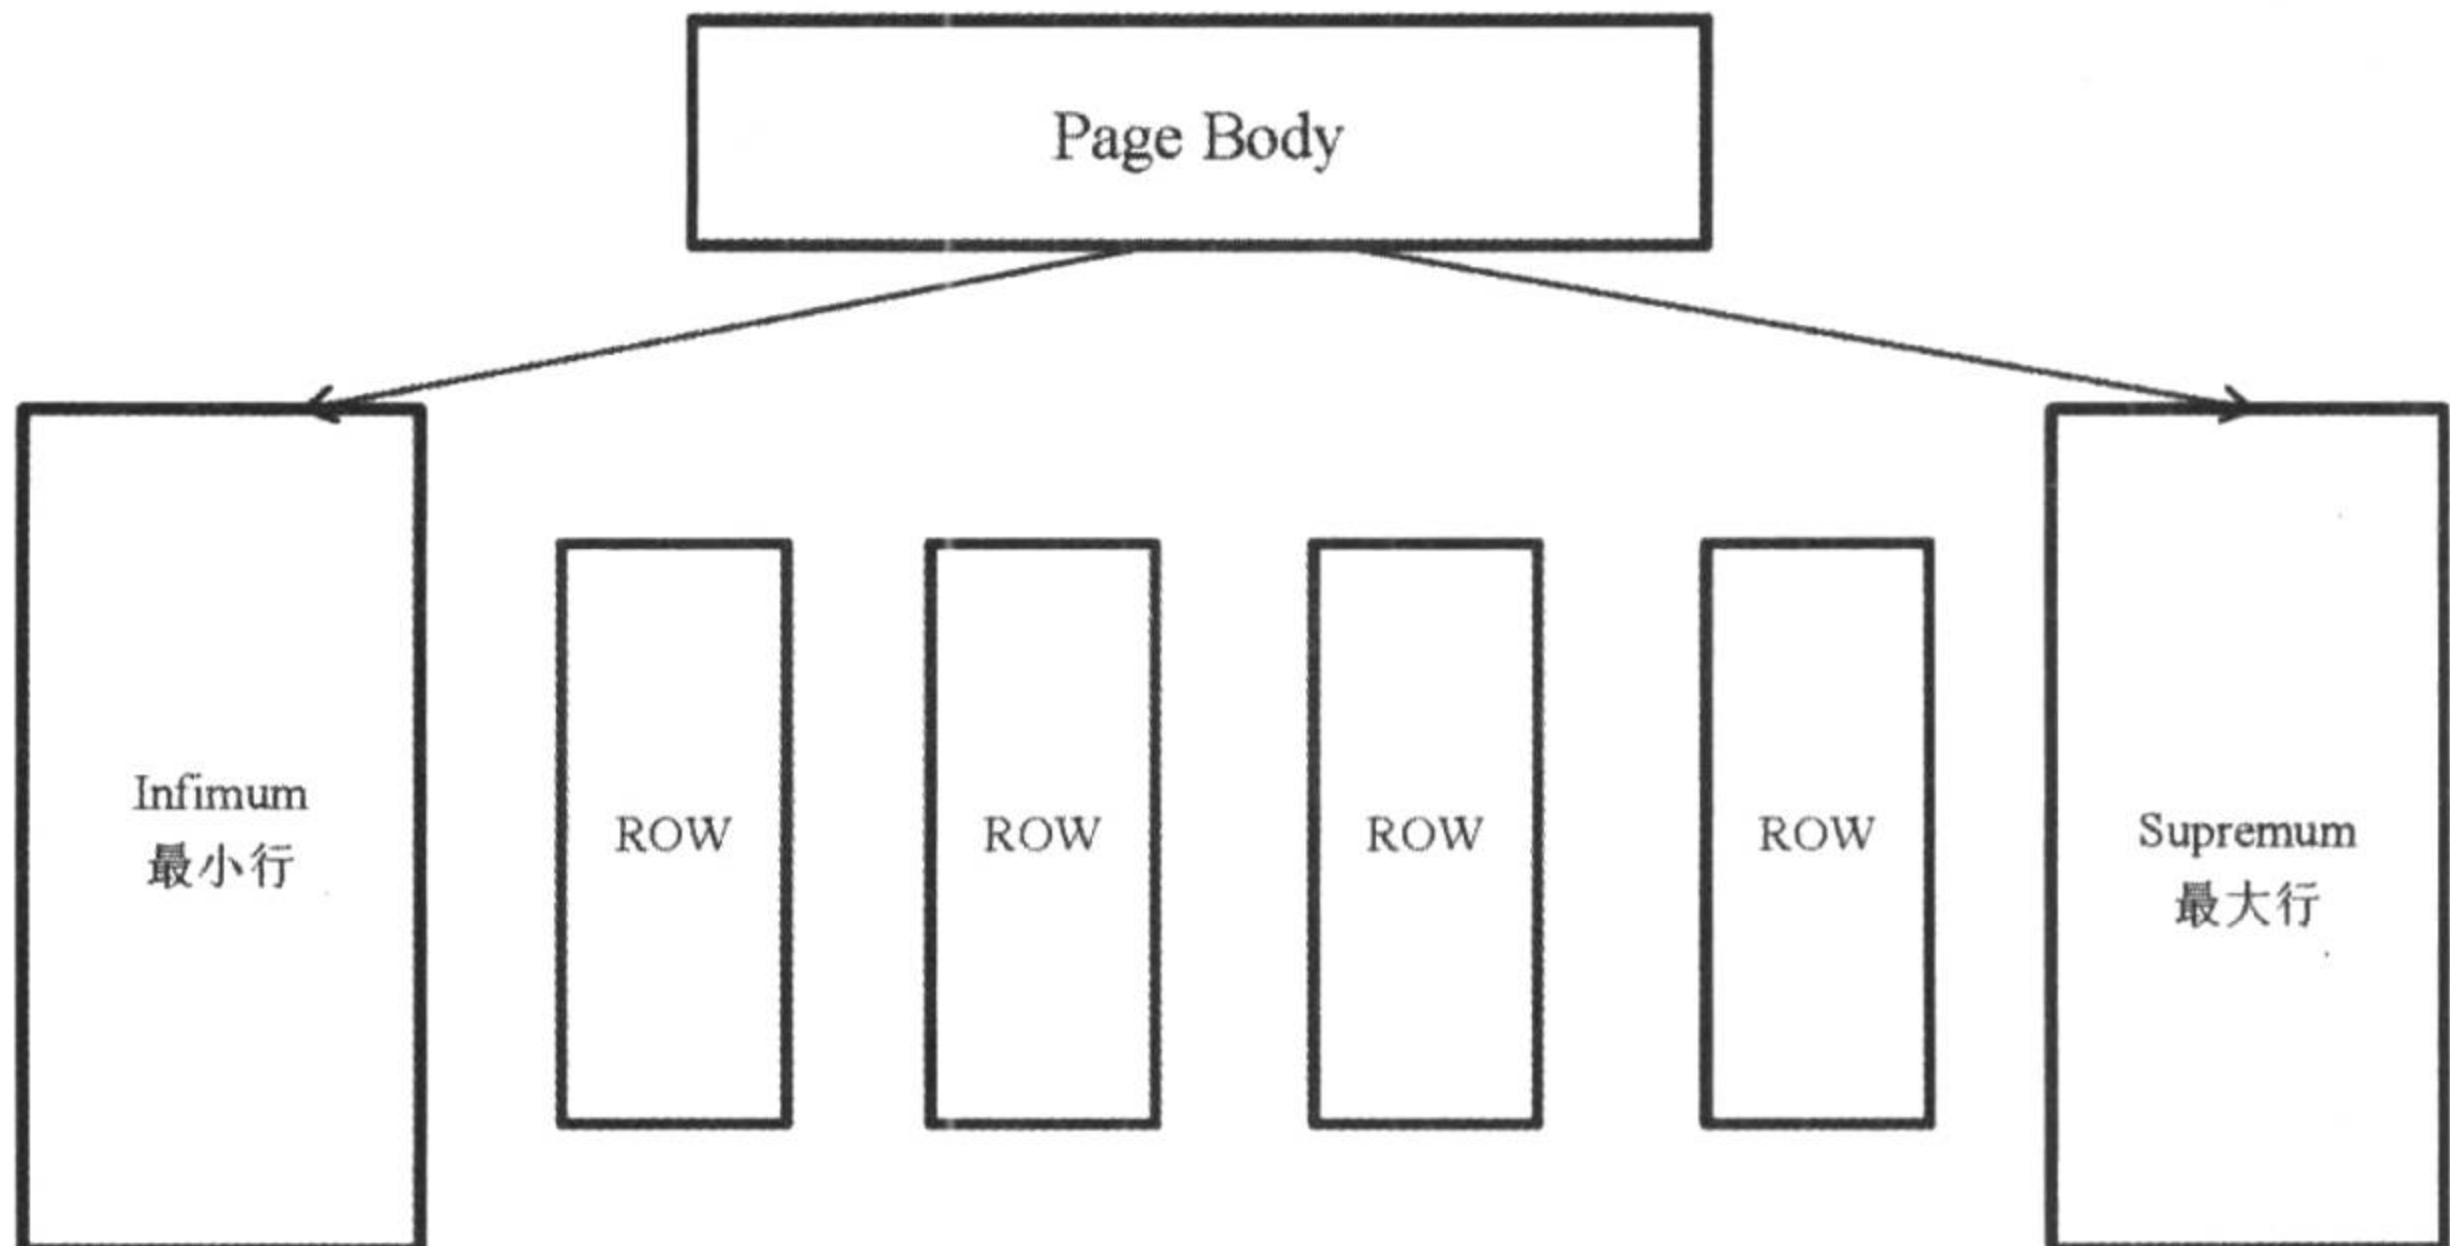 Page Body
Infimum
最小行
ROW
ROW
ROW
ROW
Supremum
最大行